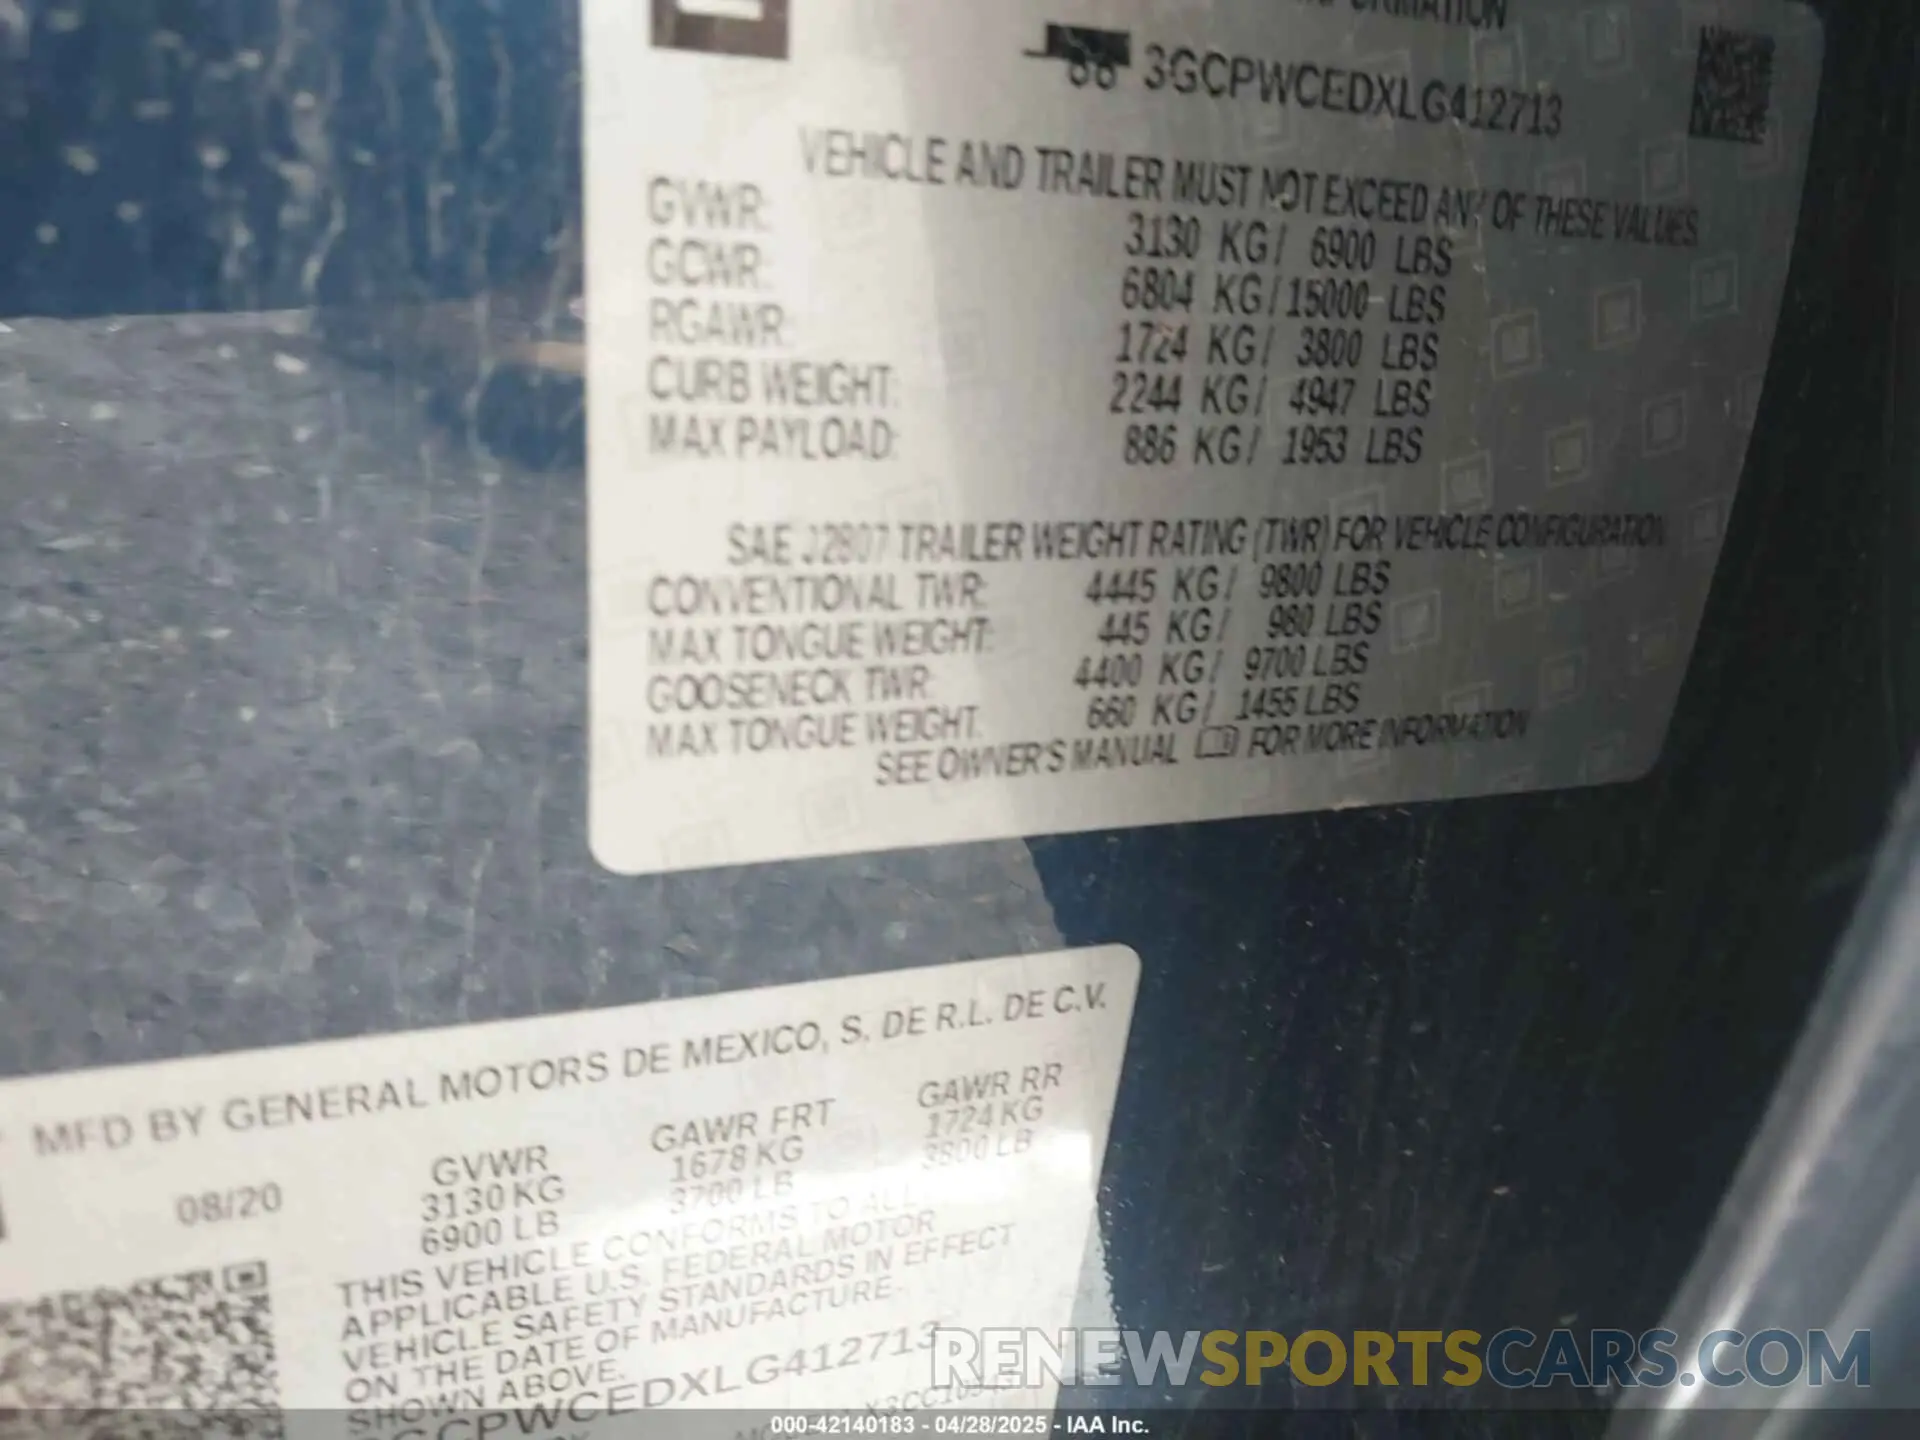 3GCPWCEDXLG412713
VEHICLE AND TRAILER MUST NOT EXCEED ANY OF THESE VALUES
GVWR: 3130 KG/ 6900 LBS
GCWR: 6804 KG/15000 LBS
RGAWR: 1724 KG/ 3800 LBS
CURB WEIGHT: 2244 KG/ 4947 LBS
MAX PAYLOAD: 886 KG/ 1953 LBS
SAE J2807 TRAILER WEIGHT RATING (TWR) FOR VEHICLE CONFIGURATION
CONVENTIONAL TWR: 4445 KG/ 9800 LBS
MAX TONGUE WEIGHT: 445 KG/ 980 LBS
GOOSENECK TWR: 4400 KG/ 9700 LBS
MAX TONGUE WEIGHT: 660 KG/ 1455 LBS
SEE OWNER'S MANUAL FOR MORE INFORMATION
MFD BY GENERAL MOTORS DE MEXICO, S. DE R.L. DE C.V.
08/20 GVWR GAWR FRT GAWR RR
3130 KG 1678 KG 1724 KG
6900 LB 3700 LB 3800 LB
THIS VEHICLE CONFORMS TO ALL
APPLICABLE U.S. FEDERAL MOTOR
VEHICLE SAFETY STANDARDS IN EFFECT
ON THE DATE OF MANUFACTURE
SHOWN ABOVE.
3GCPWCEDXLG412713
RENEWSPORTSCARS.COM
000-42140183 - 04/28/2025 - IAA Inc.